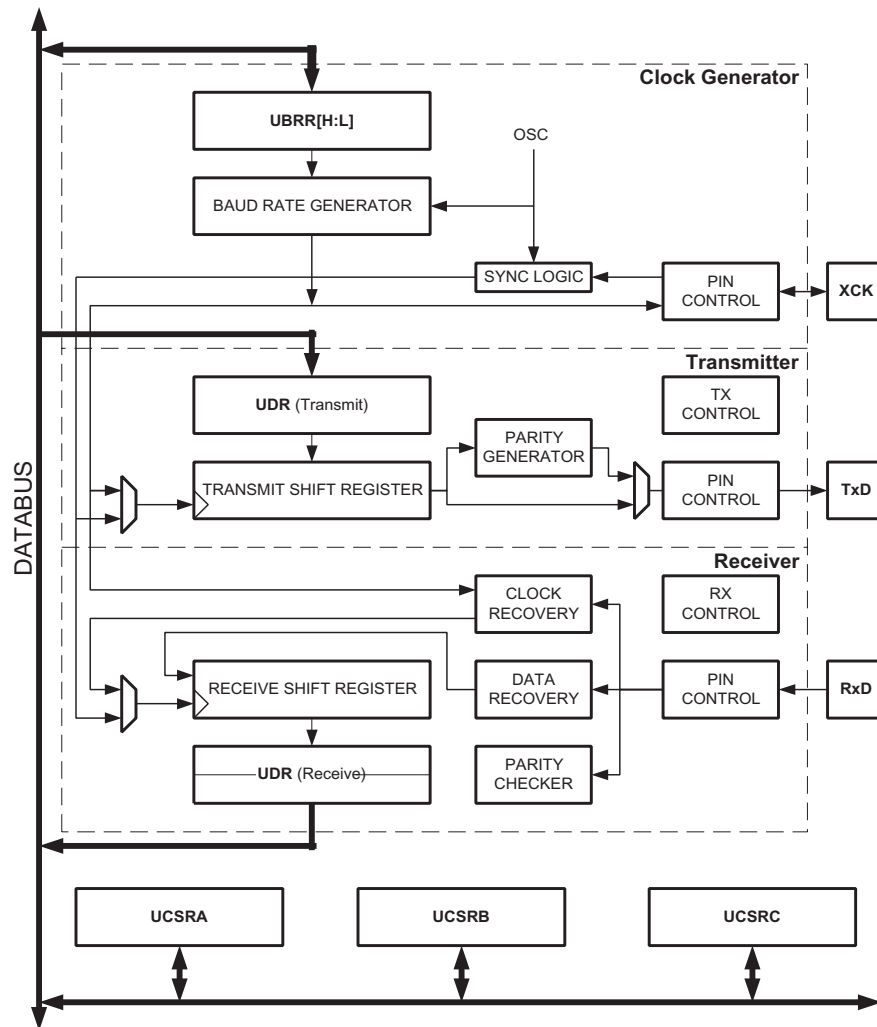 Clock Generator
UBRR[H:L]
OSC
BAUD RATE GENERATOR
SYNC LOGIC
PIN
CONTROL
XCK
Transmitter
UDR (Transmit)
TX
CONTROL
PARITY
GENERATOR
TRANSMIT SHIFT REGISTER
PIN
CONTROL
TxD
DATABUS
Receiver
CLOCK
RECOVERY
RX
CONTROL
RECEIVE SHIFT REGISTER
DATA
RECOVERY
PIN
CONTROL
RxD
UDR (Receive)
PARITY
CHECKER
UCSRA
UCSRB
UCSRC